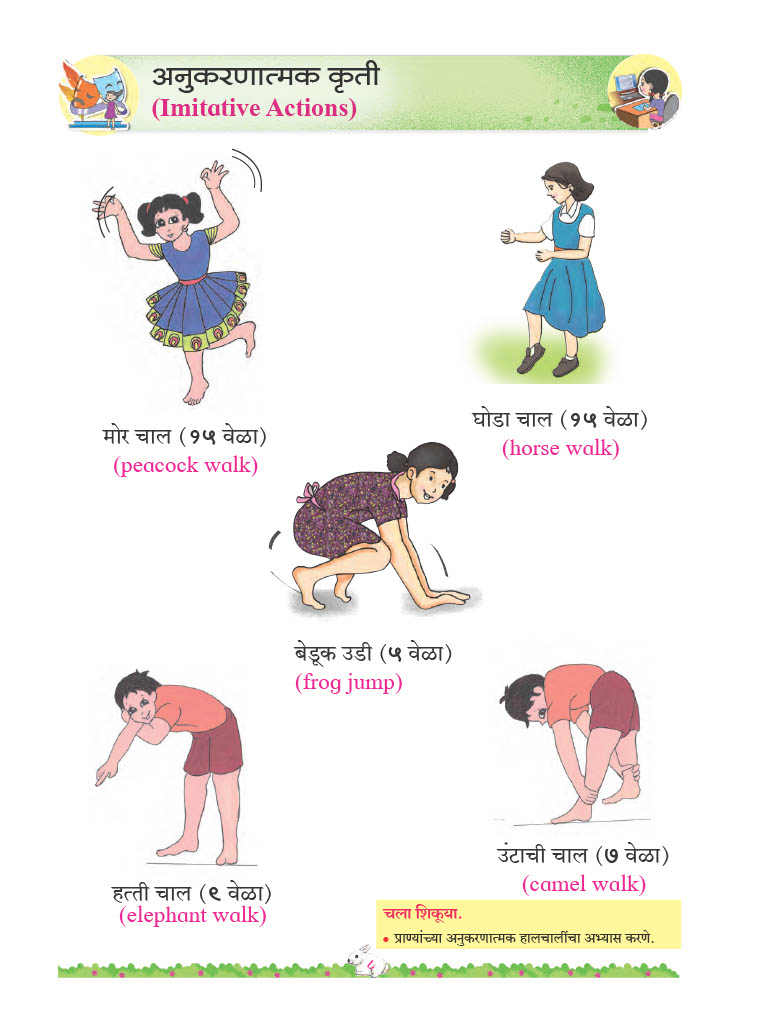 अनुकरणात्मक कृती
(Imitative Actions)
मोर चाल (१५ वेळा)
(peacock walk)
घोडा चाल (१५ वेळा)
(horse walk)
बेडूक उडी (५ वेळा)
(frog jump)
हत्ती चाल (९ वेळा)
(elephant walk)
उंटाची चाल (७ वेळा)
(camel walk)
चला शिकूया.
• प्राण्यांच्या अनुकरणात्मक हालचालींचा अभ्यास करणे.
५